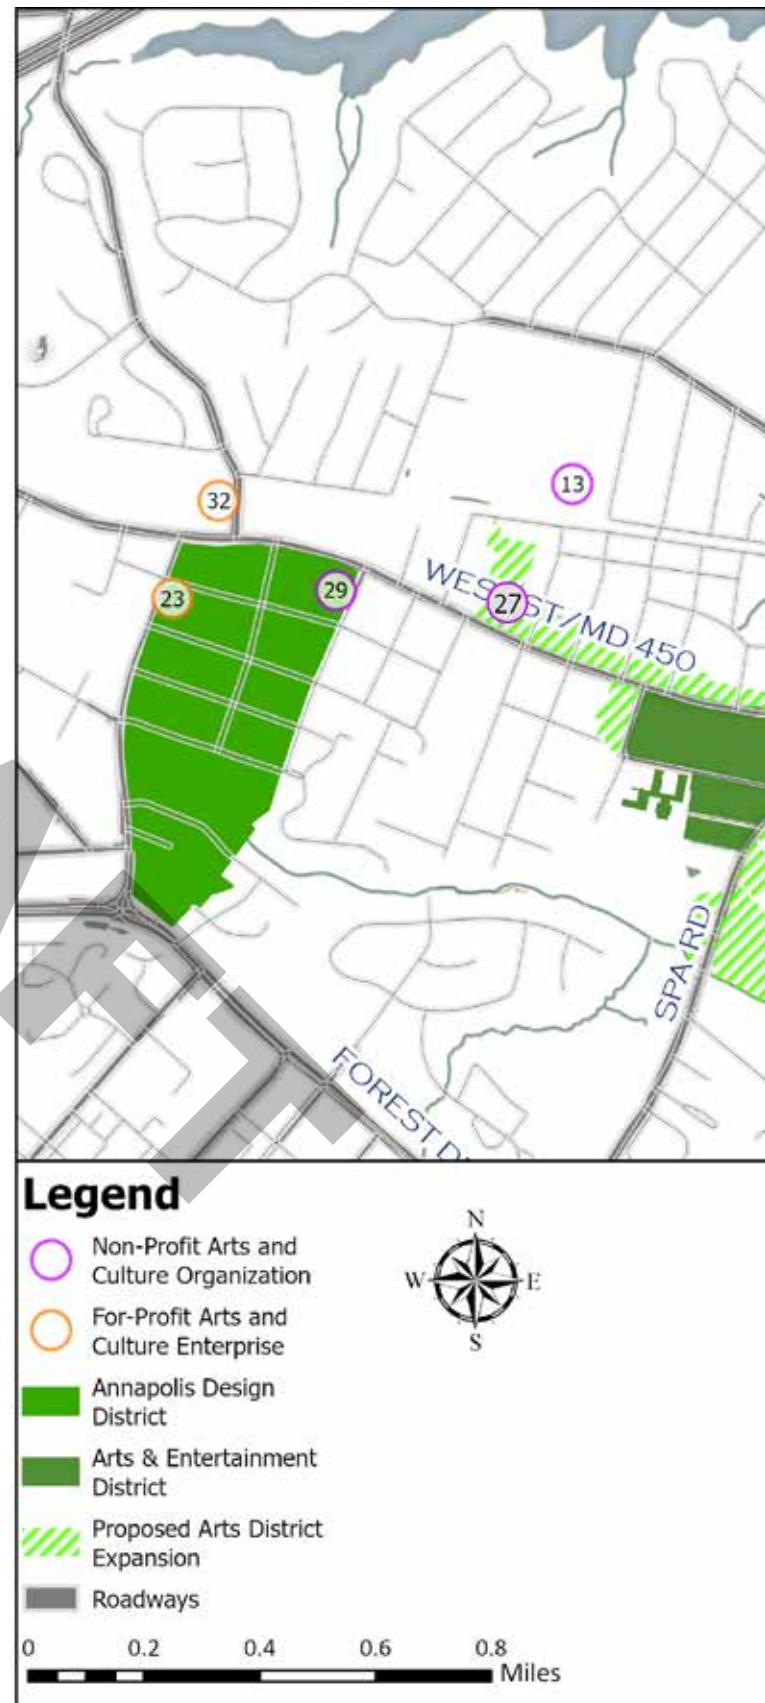 32
13
23
29
WEST ST/MD 450
27
SPA RD
FOREST D
Legend
N
Non-Profit Arts and
Culture Organization
W
E
For-Profit Arts and
Culture Enterprise
S
Annapolis Design
District
Arts & Entertainment
District
Proposed Arts District
Expansion
Roadways
0 0.2 0.4 0.6 0.8
Miles